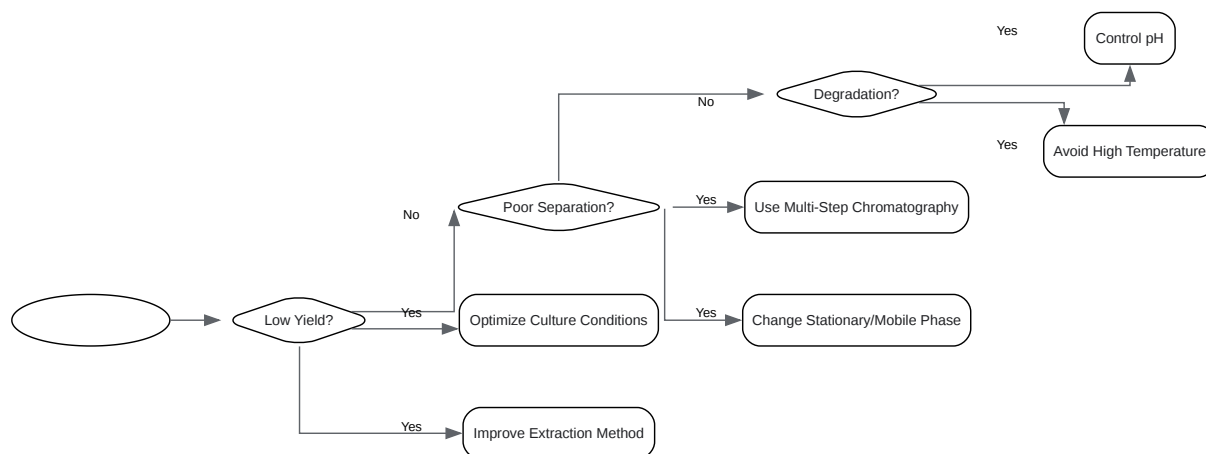 Yes
Control pH
Degradation?
No
Yes
Avoid High Temperature
Poor Separation?
Yes
Use Multi-Step Chromatography
No
Low Yield?
Yes
Optimize Culture Conditions
Yes
Change Stationary/Mobile Phase
Yes
Improve Extraction Method